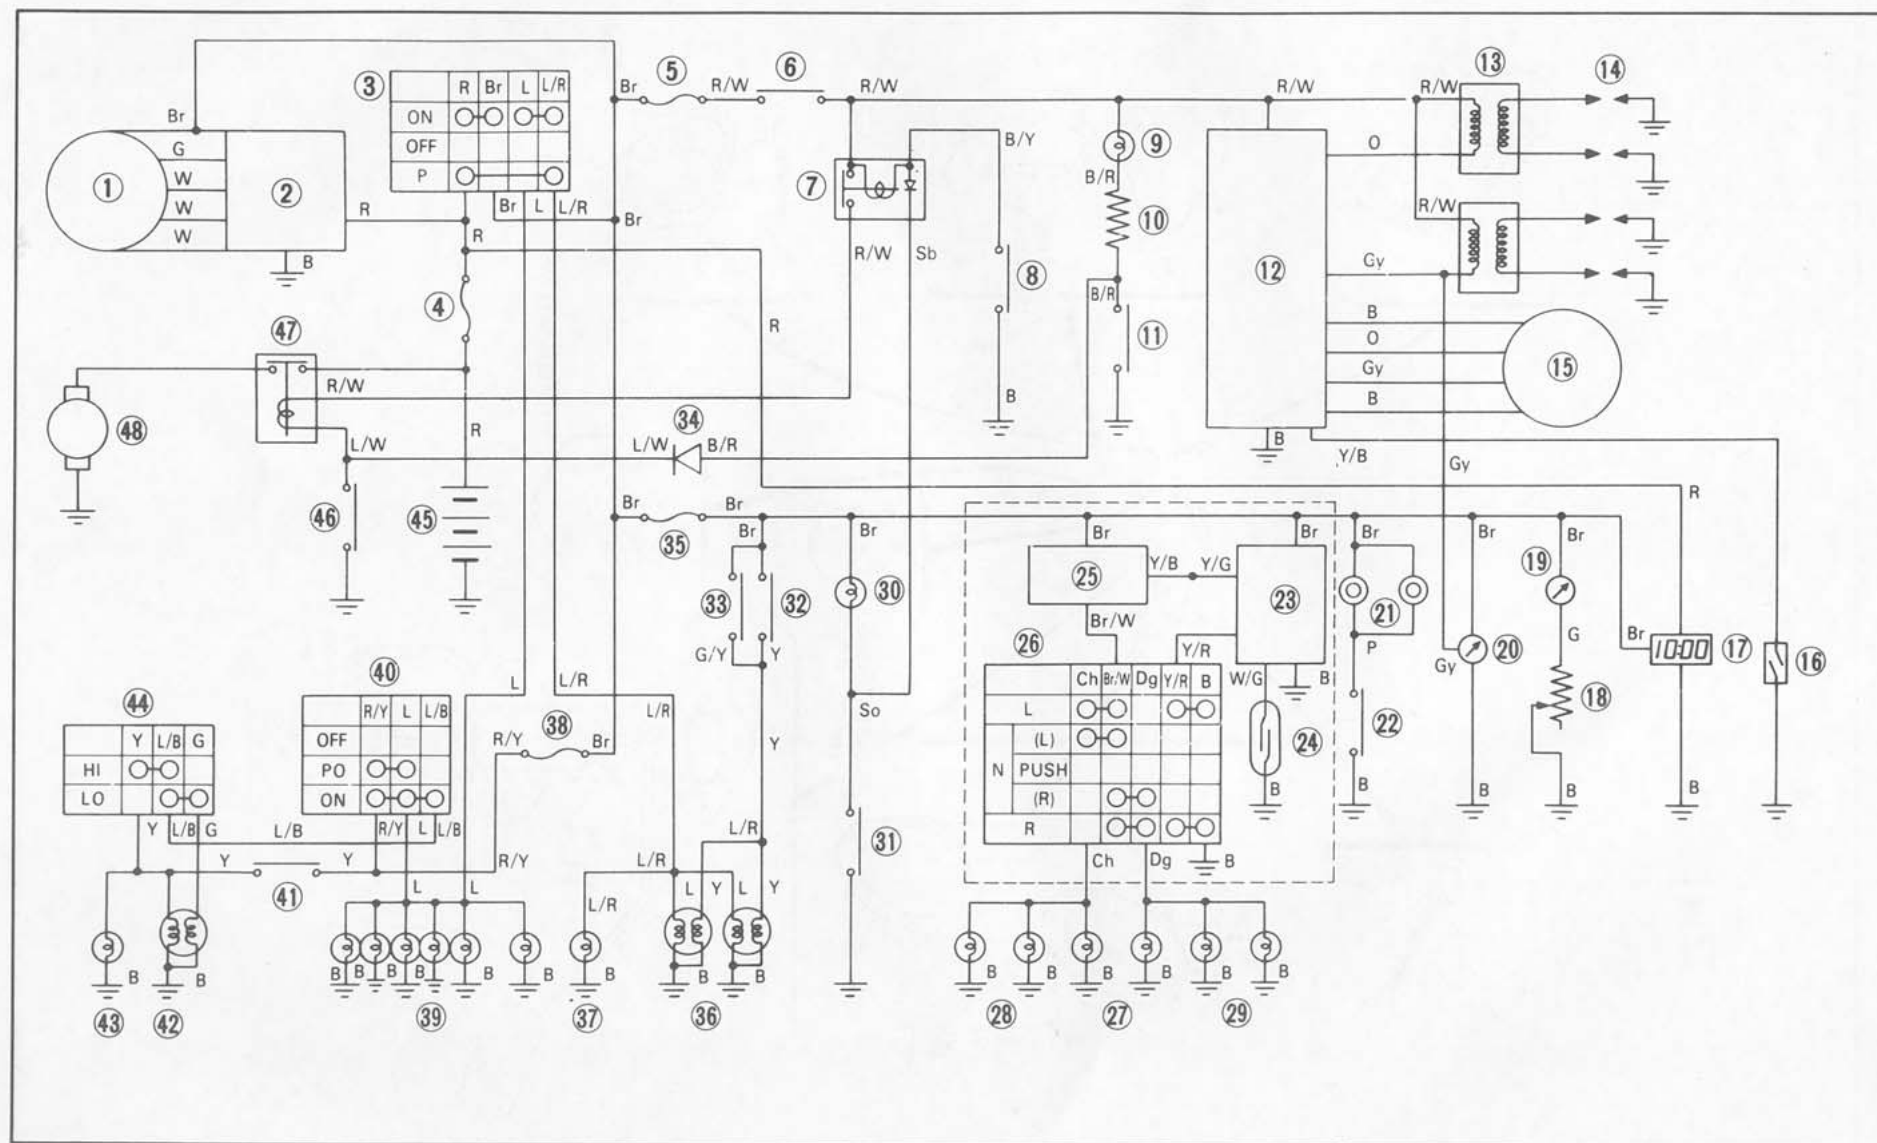 ③ R Br L L/R
ON
OFF
P
Br L L/R
Br
G
W
W
W
①
②
R
B
Br
R
④
R
Br ⑤ R/W ⑥ R/W
⑦
R/W Sb
B/Y
⑧
B
⑨
B/R
⑩
B/R
⑪
R
R/W
⑫
O
Gy
B
O
Gy
B
B
Y/B
Gy
R/W ⑬ ⑭
R/W
⑮
㊼
R/W
㊽
L/W
L/W ㉞ B/R
㊻
㊺
Br ㉟ Br
Br
㉝ ㉜
G/Y Y
Br
㉚
So
㉛
Br
㉕ Y/B Y/G
Br
㉓
Br/W
㉖ Y/R
W/G B
㉔
B
Ch Br/W Dg Y/R B
L
(L)
N PUSH
(R)
R
Ch Dg B
Br
㉑
P
㉒
B
Br
Gy ⑳
B
⑲ Br
G
⑱
B
R
Br 10:00 ⑰
B
⑯
㊹
Y L/B G
HI
LO
Y L/B G
L/B
㊵
R/Y L L/B
OFF
PO
ON
R/Y L L/B
L L/R
R/Y ㊳ Br
L/R
Y
Y Y
㊶
R/Y
L L
L/R
L/R
L/R
L Y L Y
B B
㊸ ㊷
B B B B B B
㊴
B
㊲
B B
㊱
B B B B B B
㉘ ㉗ ㉙